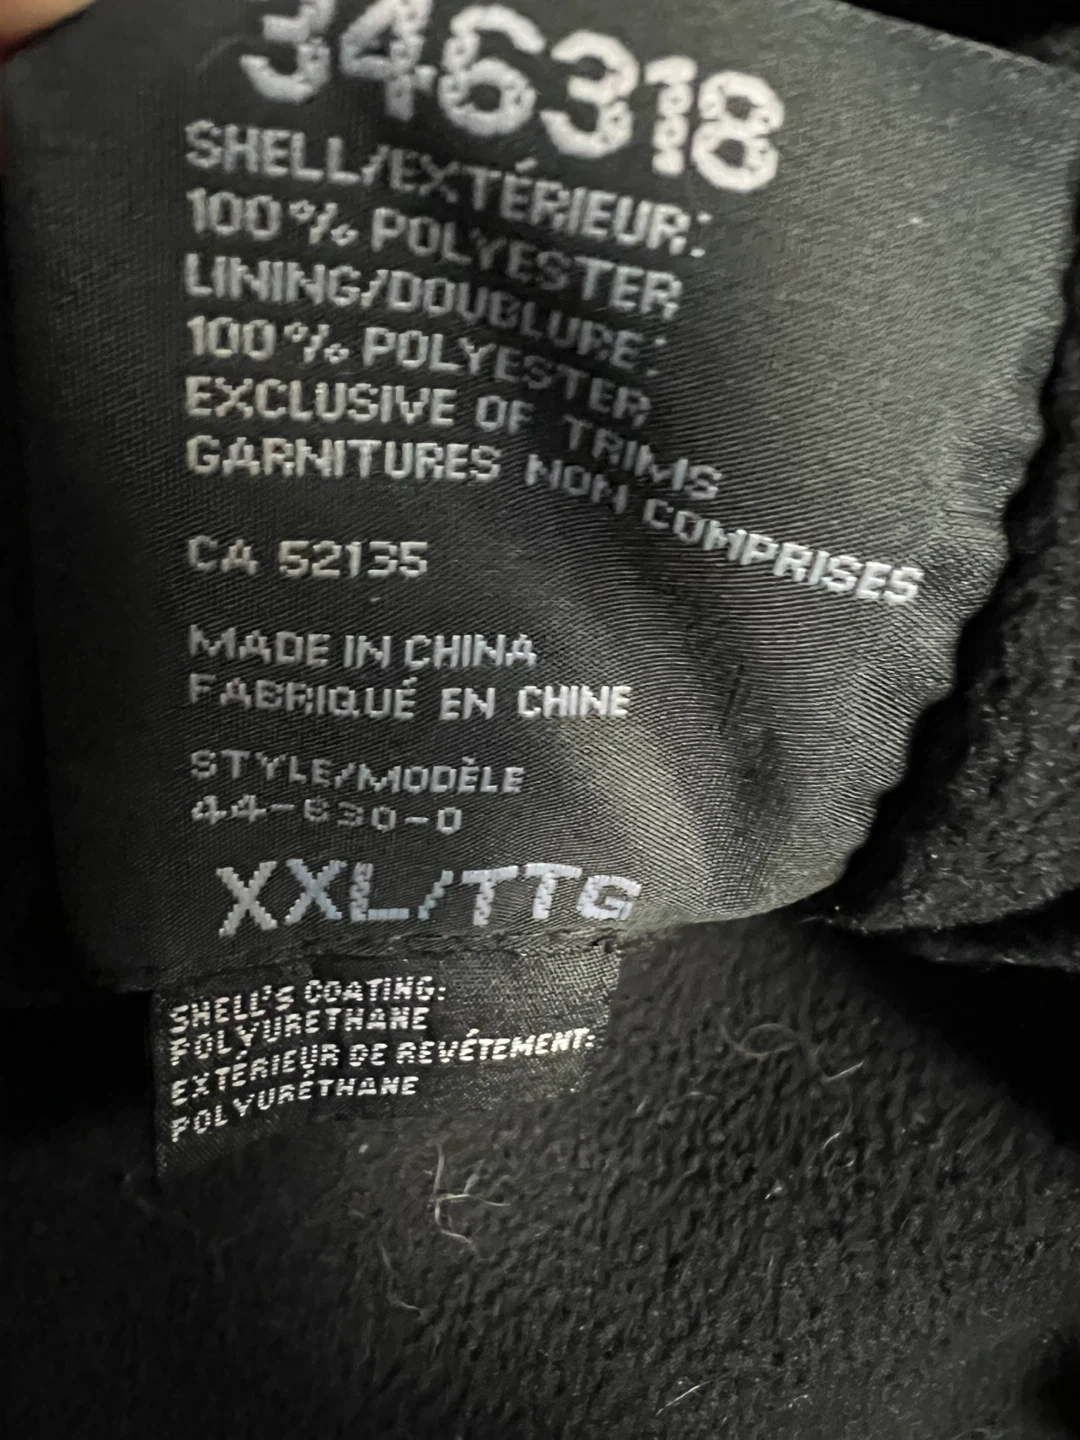 346318
SHELL/EXTÉRIEUR:
100% POLYESTER
LINING/DOUBLURE:
100% POLYESTER
EXCLUSIVE OF TRIMS
GARNITURES NON COMPRISES
CA 52135
MADE IN CHINA
FABRIQUÉ EN CHINE
STYLE/MODÈLE
44-630-0
XXL/TTG
SHELL'S COATING:
POLYURETHANE
EXTÉRIEUR DE REVÉTEMENT:
POLYURÉTHANE